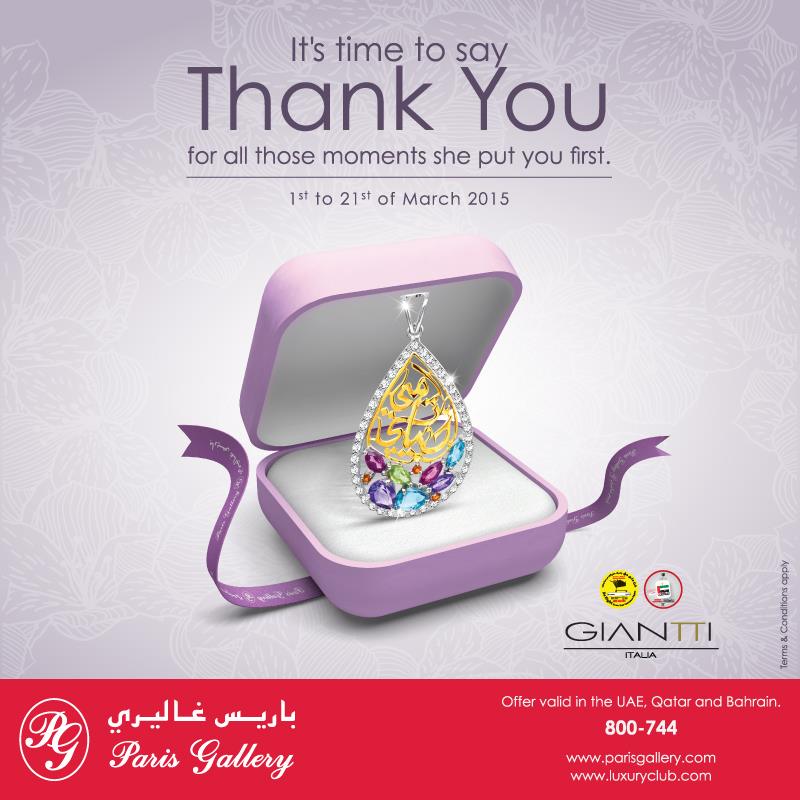 It's time to say
Thank You
for all those moments she put you first.
1st to 21st of March 2015
GIANTTI
ITALIA
Terms & Conditions apply
PG
باريس غاليري
Paris Gallery
Offer valid in the UAE, Qatar and Bahrain.
800-744
www.parisgallery.com
www.luxuryclub.com